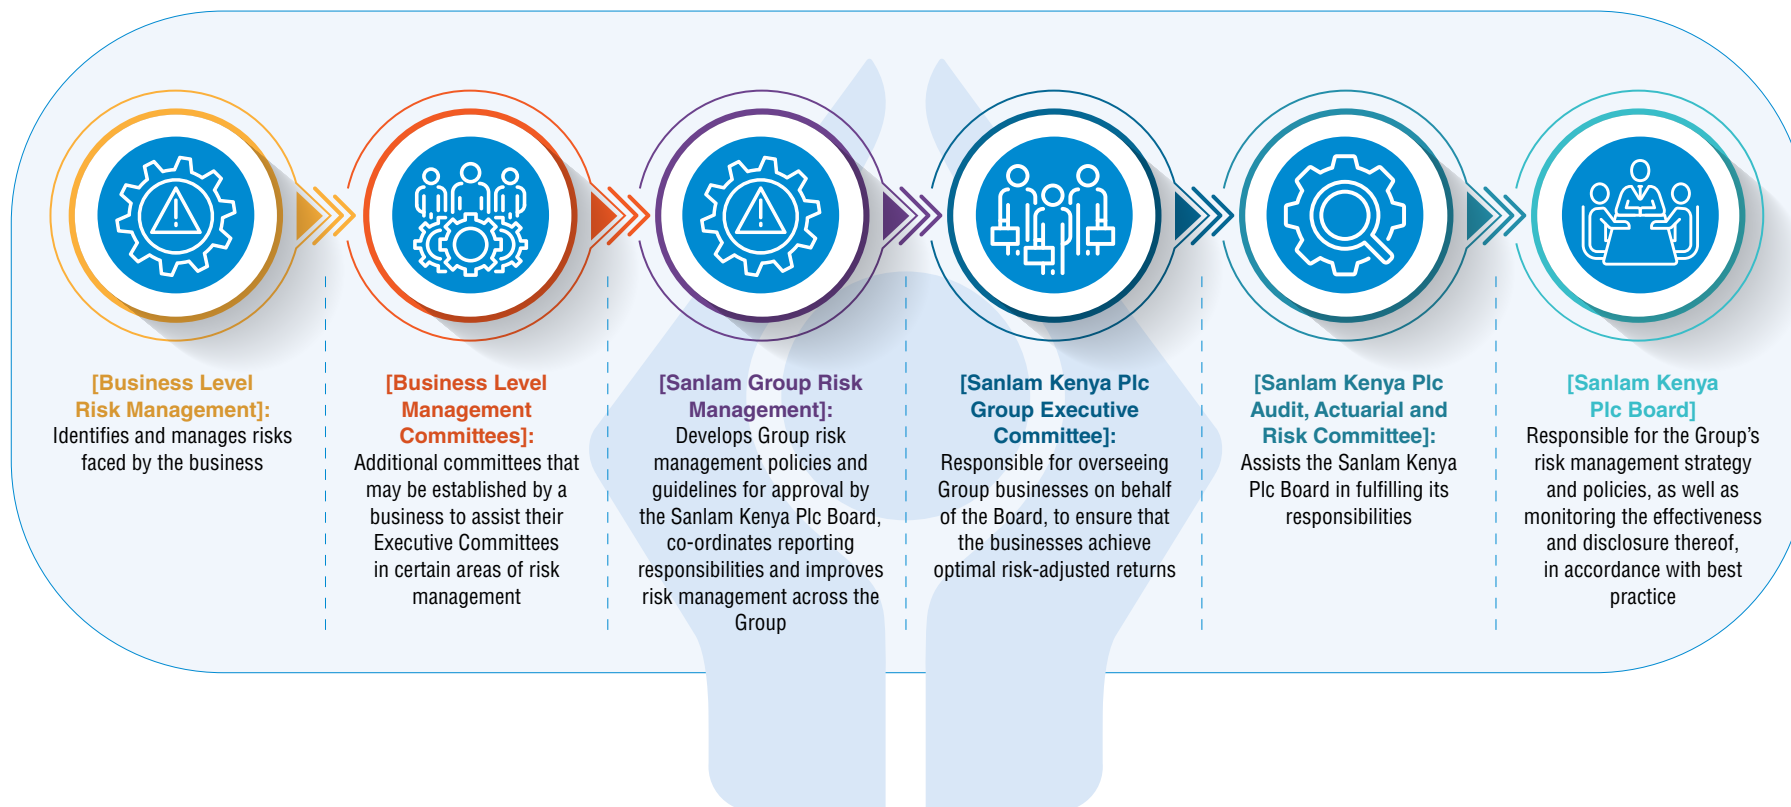 [Business Level
Risk Management]:
Identifies and manages risks
faced by the business
[Business Level
Management
Committees]:
Additional committees that
may be established by a
business to assist their
Executive Committees
in certain areas of risk
management
[Sanlam Group Risk
Management]:
Develops Group risk
management policies and
guidelines for approval by
the Sanlam Kenya Plc Board,
co-ordinates reporting
responsibilities and improves
risk management across the
Group
[Sanlam Kenya Plc
Group Executive
Committee]:
Responsible for overseeing
Group businesses on behalf
of the Board, to ensure that
the businesses achieve
optimal risk-adjusted returns
[Sanlam Kenya Plc
Audit, Actuarial and
Risk Committee]:
Assists the Sanlam Kenya
Plc Board in fulfilling its
responsibilities
[Sanlam Kenya
Plc Board]
Responsible for the Group’s
risk management strategy
and policies, as well as
monitoring the effectiveness
and disclosure thereof,
in accordance with best
practice